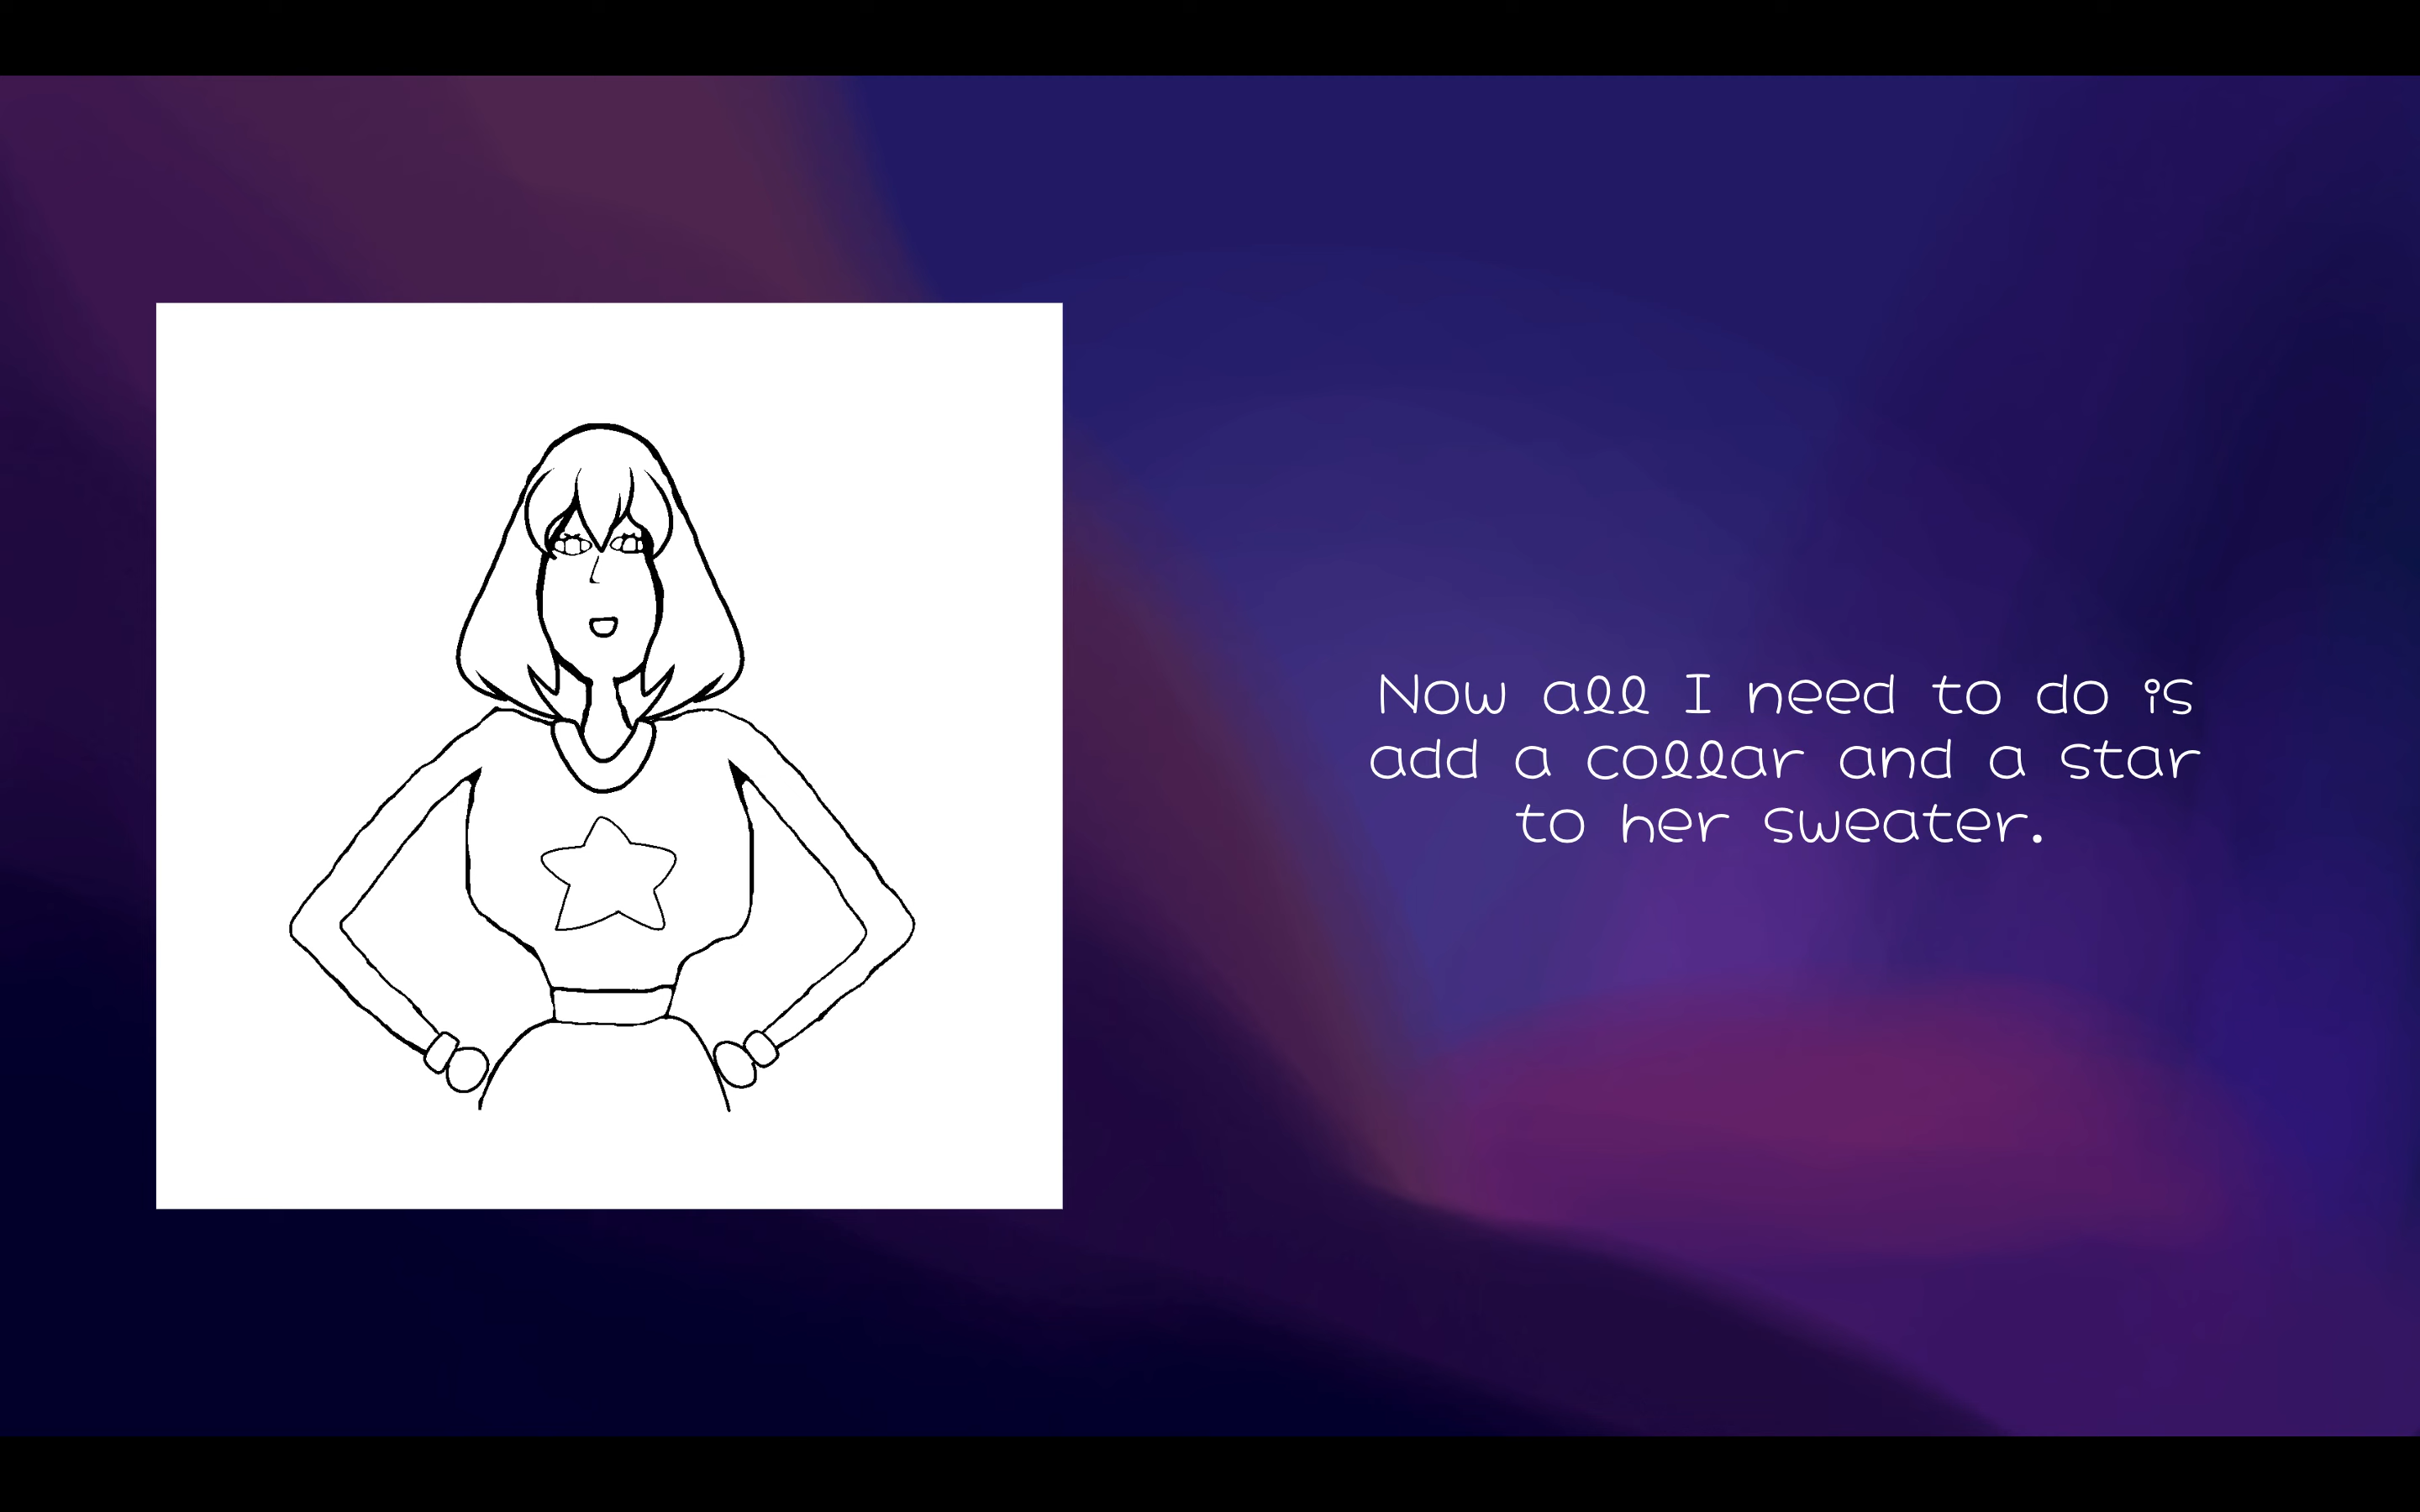 Now all I need to do is
add a collar and a star
to her sweater.